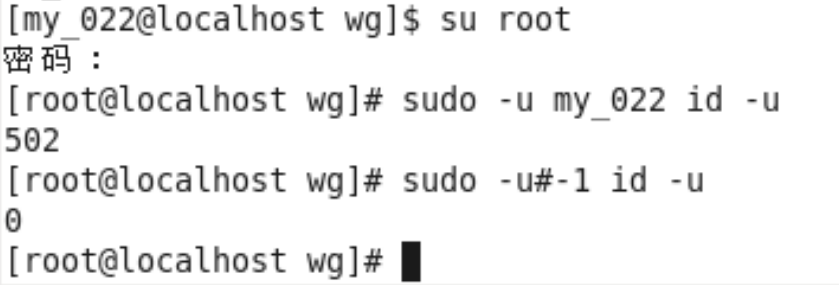 [my_022@localhost wg]$ su root
密码：
[root@localhost wg]# sudo -u my_022 id -u
502
[root@localhost wg]# sudo -u#-1 id -u
0
[root@localhost wg]#